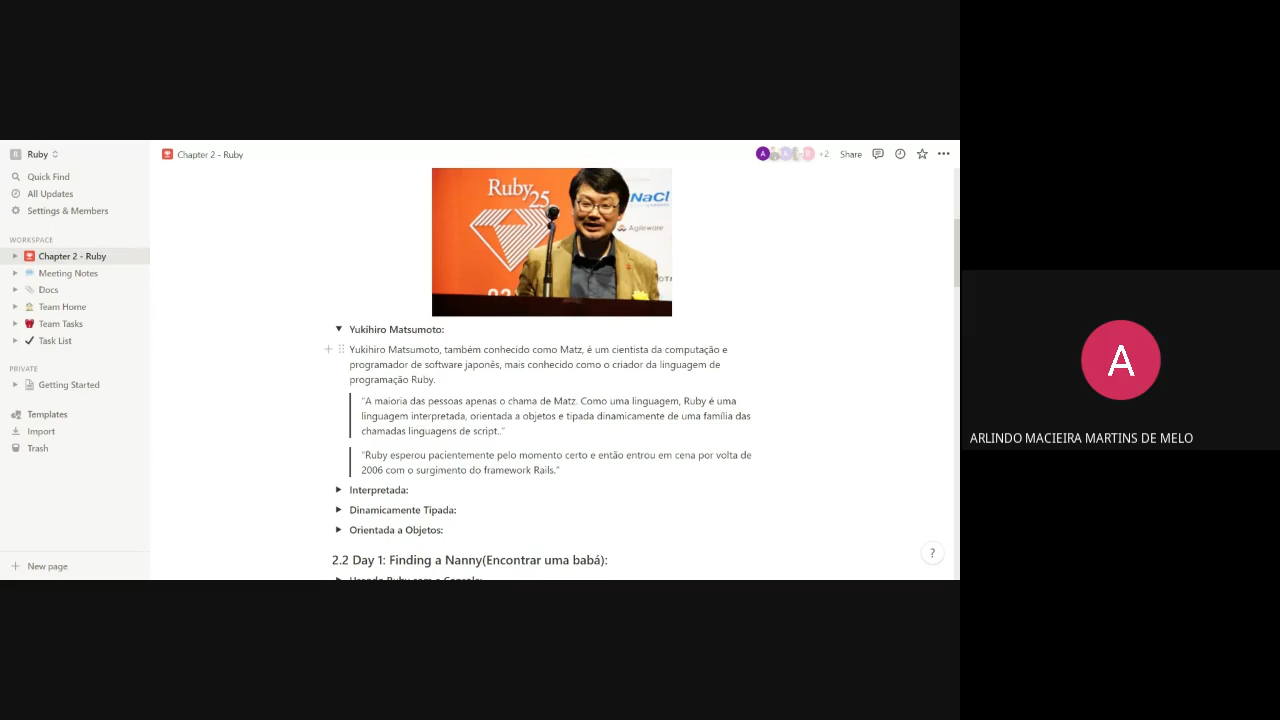 Ruby
Chapter 2 - Ruby
A
+2
Share
Quick Find
All Updates
Settings & Members
WORKSPACE
Chapter 2 - Ruby
Meeting Notes
Docs
Team Home
Team Tasks
Task List
PRIVATE
Getting Started
Templates
Import
Trash
New page
Ruby
25
NaCl
Agileware
Yukihiro Matsumoto:
Yukihiro Matsumoto, também conhecido como Matz, é um cientista da computação e
programador de software japonês, mais conhecido como o criador da linguagem de
programação Ruby.
"A maioria das pessoas apenas o chama de Matz. Como uma linguagem, Ruby é uma
linguagem interpretada, orientada a objetos e tipada dinamicamente de uma família das
chamadas linguagens de script.."
"Ruby esperou pacientemente pelo momento certo e então entrou em cena por volta de
2006 com o surgimento do framework Rails."
Interpretada:
Dinamicamente Tipada:
Orientada a Objetos:
2.2 Day 1: Finding a Nanny(Encontrar uma babá):
Usando Ruby com o Console:
?
A
ARLINDO MACIEIRA MARTINS DE MELO